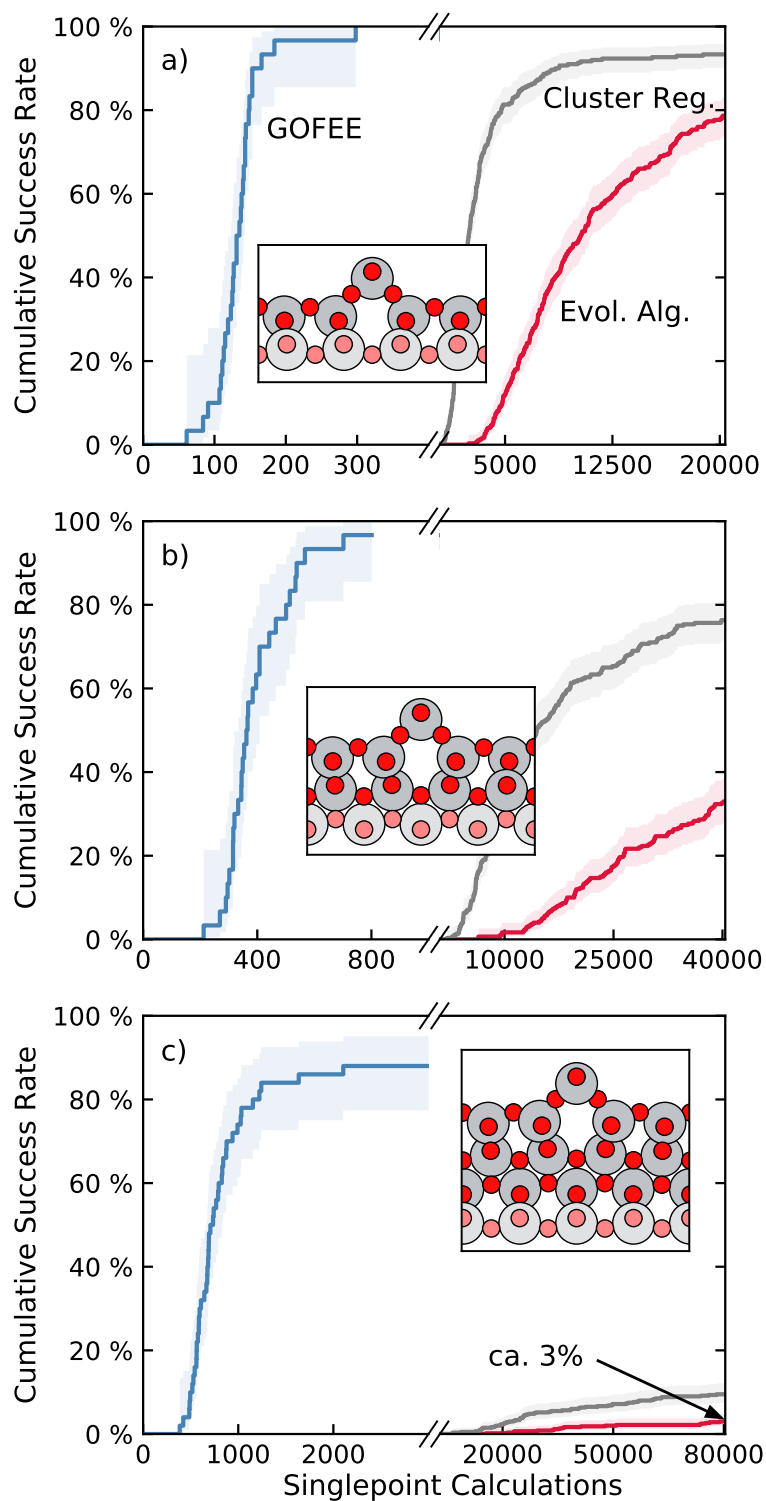 100 %
a)
Cluster Reg.
80 %
GOFEE
60 %
40 %
Evol. Alg.
20 %
0 %
Cumulative Success Rate
0 100 200 300 5000 12500 20000
100 %
b)
80 %
60 %
40 %
20 %
0 %
Cumulative Success Rate
0 400 800 10000 25000 40000
100 %
c)
80 %
60 %
40 %
20 %
ca. 3%
0 %
Cumulative Success Rate
0 1000 2000 20000 50000 80000
Singlepoint Calculations